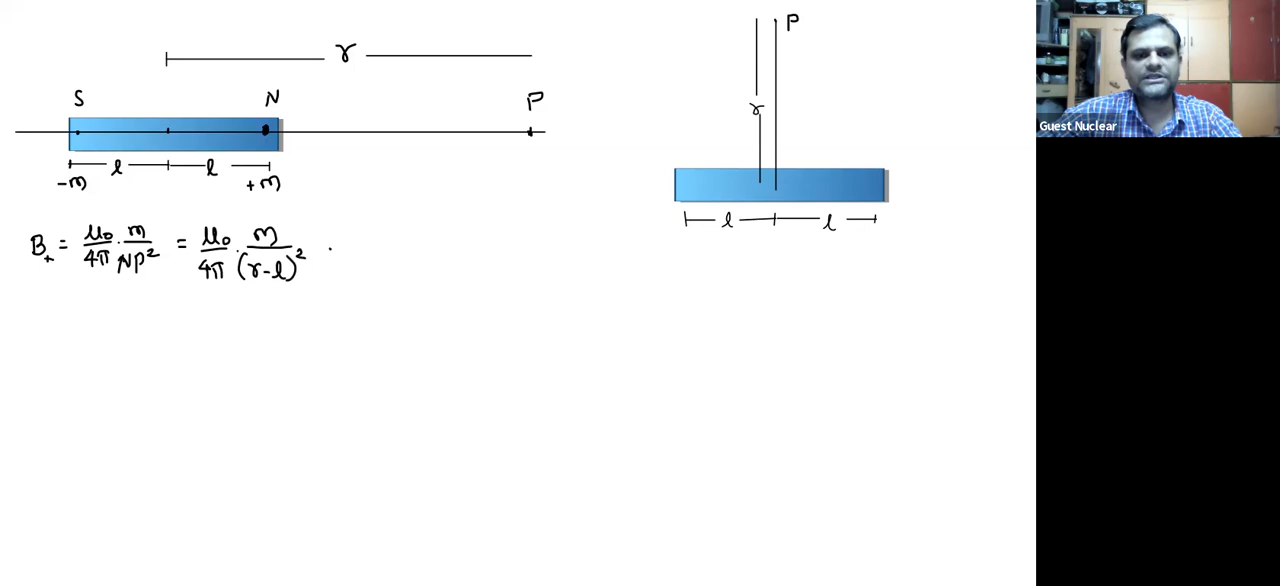 r
S N P
l l
-m +m
B₊ = μ₀/4π · m/NP² = μ₀/4π · m/(r-l)²
P
r
l l
Guest Nuclear